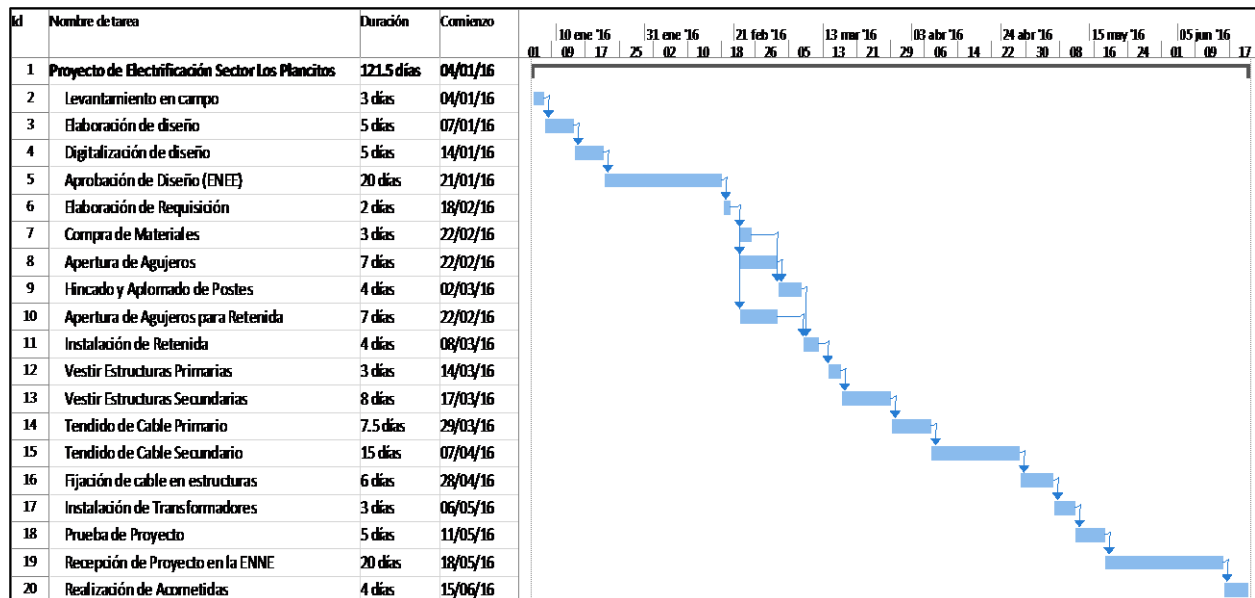 Id Nombre de tarea Duración Comienzo
10 ene '16 31 ene '16 21 feb '16 13 mar '16 03 abr '16 24 abr '16 15 may '16 05 jun '16
01 09 17 25 02 10 18 26 05 13 21 29 06 14 22 30 08 16 24 01 09 17
1 Proyecto de Electrificación Sector Los Plancitos 121.5 días 04/01/16
2 Levantamiento en campo 3 días 04/01/16
3 Elaboración de diseño 5 días 07/01/16
4 Digitalización de diseño 5 días 14/01/16
5 Aprobación de Diseño (ENEE) 20 días 21/01/16
6 Elaboración de Requisición 2 días 18/02/16
7 Compra de Materiales 3 días 22/02/16
8 Apertura de Agujeros 7 días 22/02/16
9 Hincado y Aplomado de Postes 4 días 02/03/16
10 Apertura de Agujeros para Retenida 7 días 22/02/16
11 Instalación de Retenida 4 días 08/03/16
12 Vestir Estructuras Primarias 3 días 14/03/16
13 Vestir Estructuras Secundarias 8 días 17/03/16
14 Tendido de Cable Primario 7.5 días 29/03/16
15 Tendido de Cable Secundario 15 días 07/04/16
16 Fijación de cable en estructuras 6 días 28/04/16
17 Instalación de Transformadores 3 días 06/05/16
18 Prueba de Proyecto 5 días 11/05/16
19 Recepción de Proyecto en la ENNE 20 días 18/05/16
20 Realización de Acometidas 4 días 15/06/16